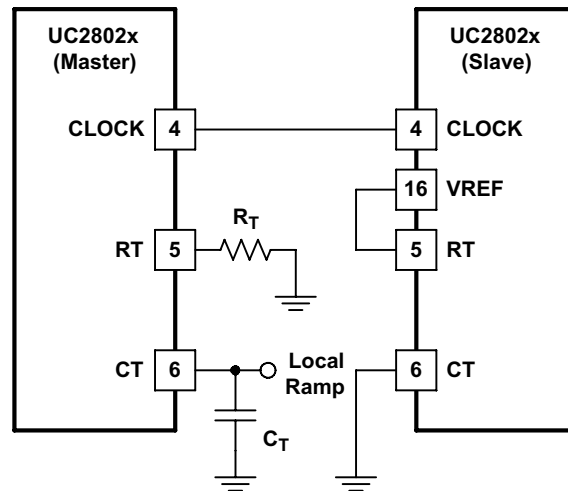 UC2802x
(Master)
UC2802x
(Slave)
CLOCK 4
4 CLOCK
16 VREF
RT 5
RT
5 RT
CT 6
Local
Ramp
6 CT
CT